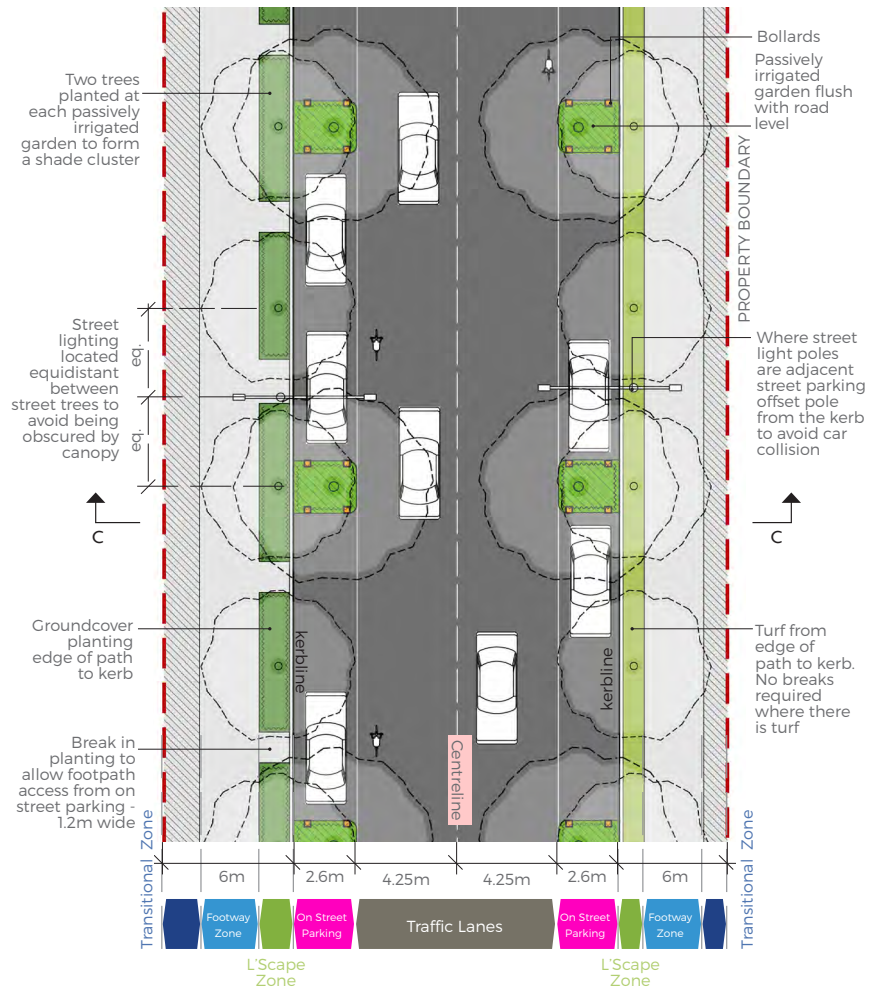 Two trees
planted at
each passively
irrigated
garden to form
a shade cluster
Bollards
Passively
irrigated
garden flush
with road
level
PROPERTY BOUNDARY
Street
lighting
located
equidistant
between
street trees to
avoid being
obscured by
canopy
eq.
eq.
Where street
light poles
are adjacent
street parking
offset pole
from the kerb
to avoid car
collision
C
C
Groundcover
planting
edge of path
to kerb
kerbline
kerbline
Turf from
edge of
path to kerb.
No breaks
required
where there
is turf
Break in
planting to
allow footpath
access from on
street parking -
1.2m wide
Centreline
Transitional Zone
6m
2.6m
4.25m
4.25m
2.6m
6m
Transitional Zone
Footway
Zone
On Street
Parking
Traffic Lanes
On Street
Parking
Footway
Zone
L'Scape
Zone
L'Scape
Zone